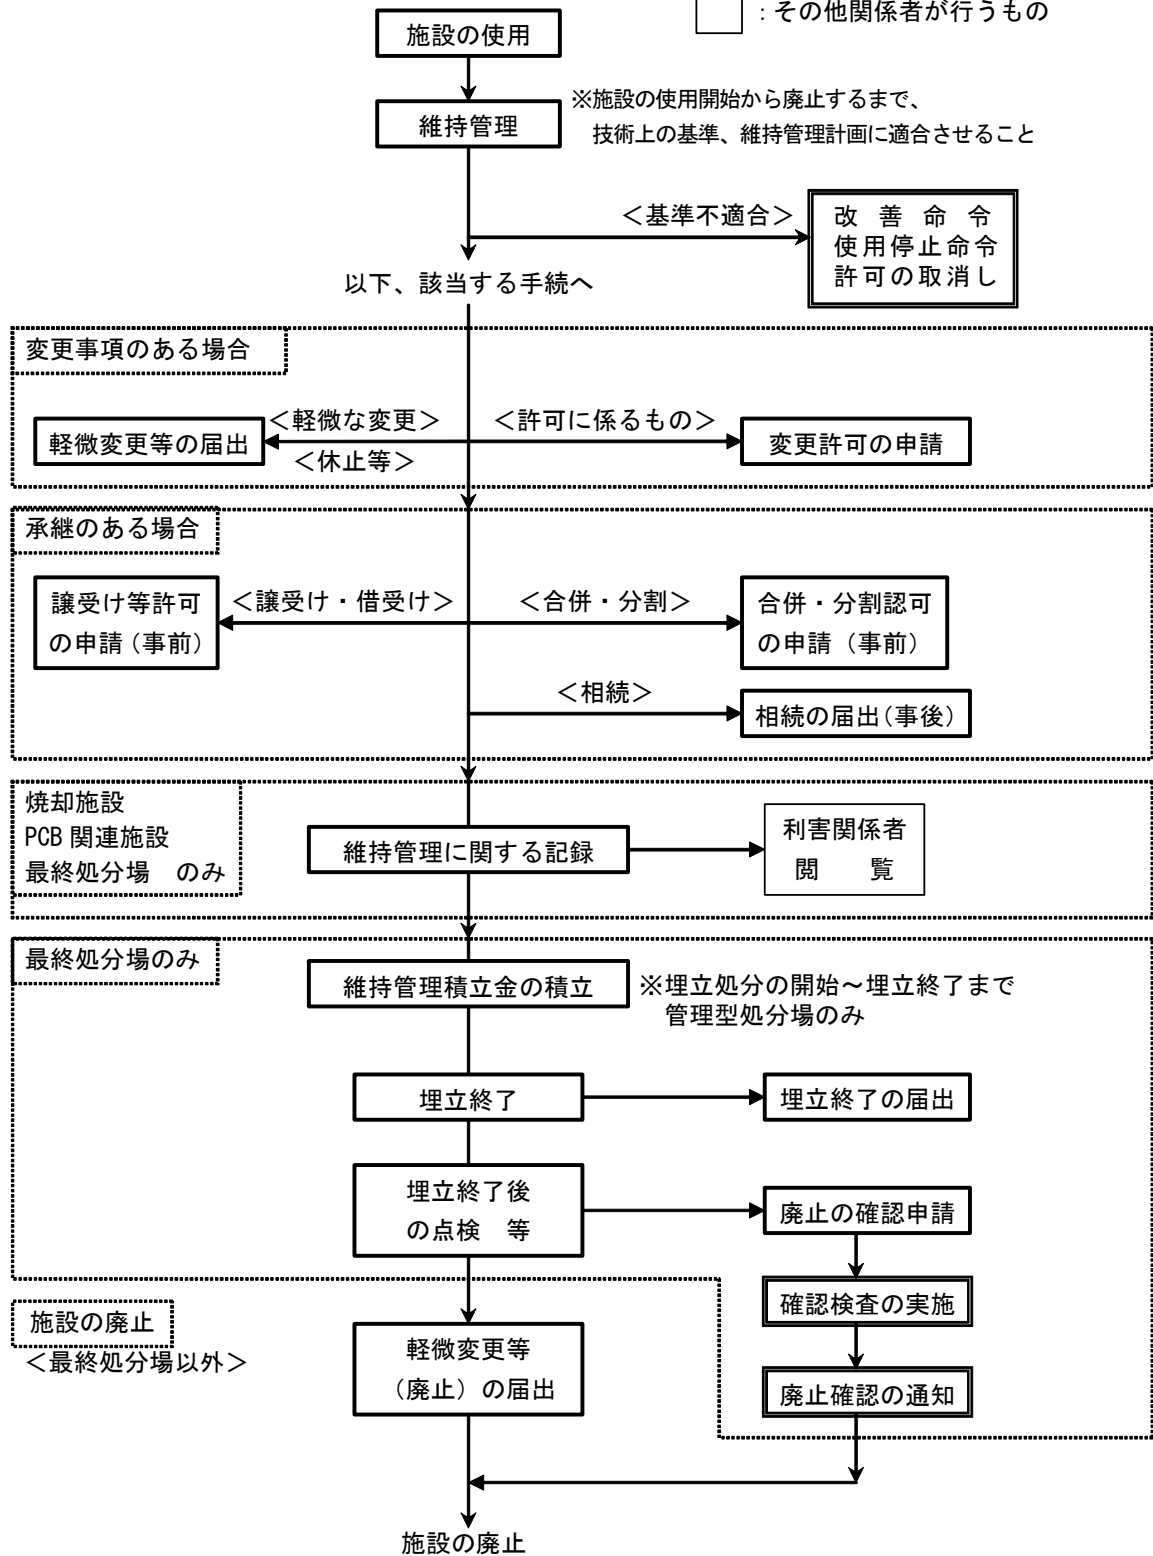 ：その他関係者が行うもの
施設の使用
維持管理
※施設の使用開始から廃止するまで、
技術上の基準、維持管理計画に適合させること
＜基準不適合＞
改善命令
使用停止命令
許可の取消し
以下、該当する手続へ
変更事項のある場合
＜軽微な変更＞
＜許可に係るもの＞
軽微変更等の届出
変更許可の申請
＜休止等＞
承継のある場合
譲受け等許可
の申請（事前）
＜譲受け・借受け＞
＜合併・分割＞
合併・分割認可
の申請（事前）
＜相続＞
相続の届出（事後）
焼却施設
PCB関連施設
最終処分場　のみ
維持管理に関する記録
利害関係者
閲　覧
最終処分場のみ
維持管理積立金の積立
※埋立処分の開始～埋立終了まで
管理型処分場のみ
埋立終了
埋立終了の届出
埋立終了後
の点検　等
廃止の確認申請
確認検査の実施
施設の廃止
＜最終処分場以外＞
軽微変更等
（廃止）の届出
廃止確認の通知
施設の廃止